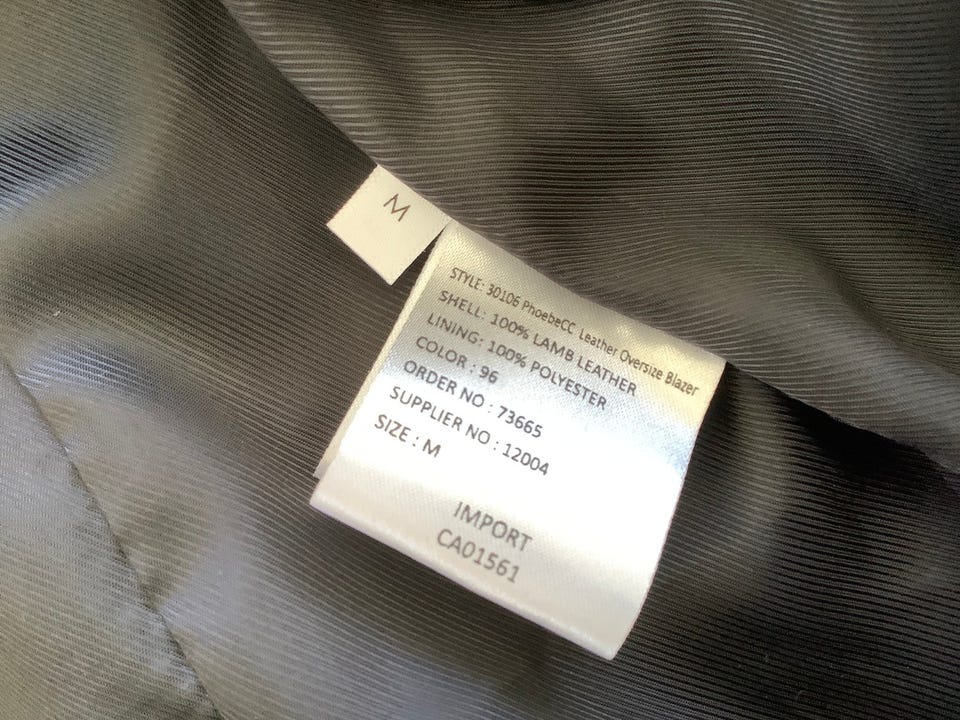 M
STYLE: 30106 PhoebeCC Leather Oversize Blazer
SHELL: 100% LAMB LEATHER
LINING: 100% POLYESTER
COLOR : 96
ORDER NO : 73665
SUPPLIER NO : 12004
SIZE : M
IMPORT
CA01561